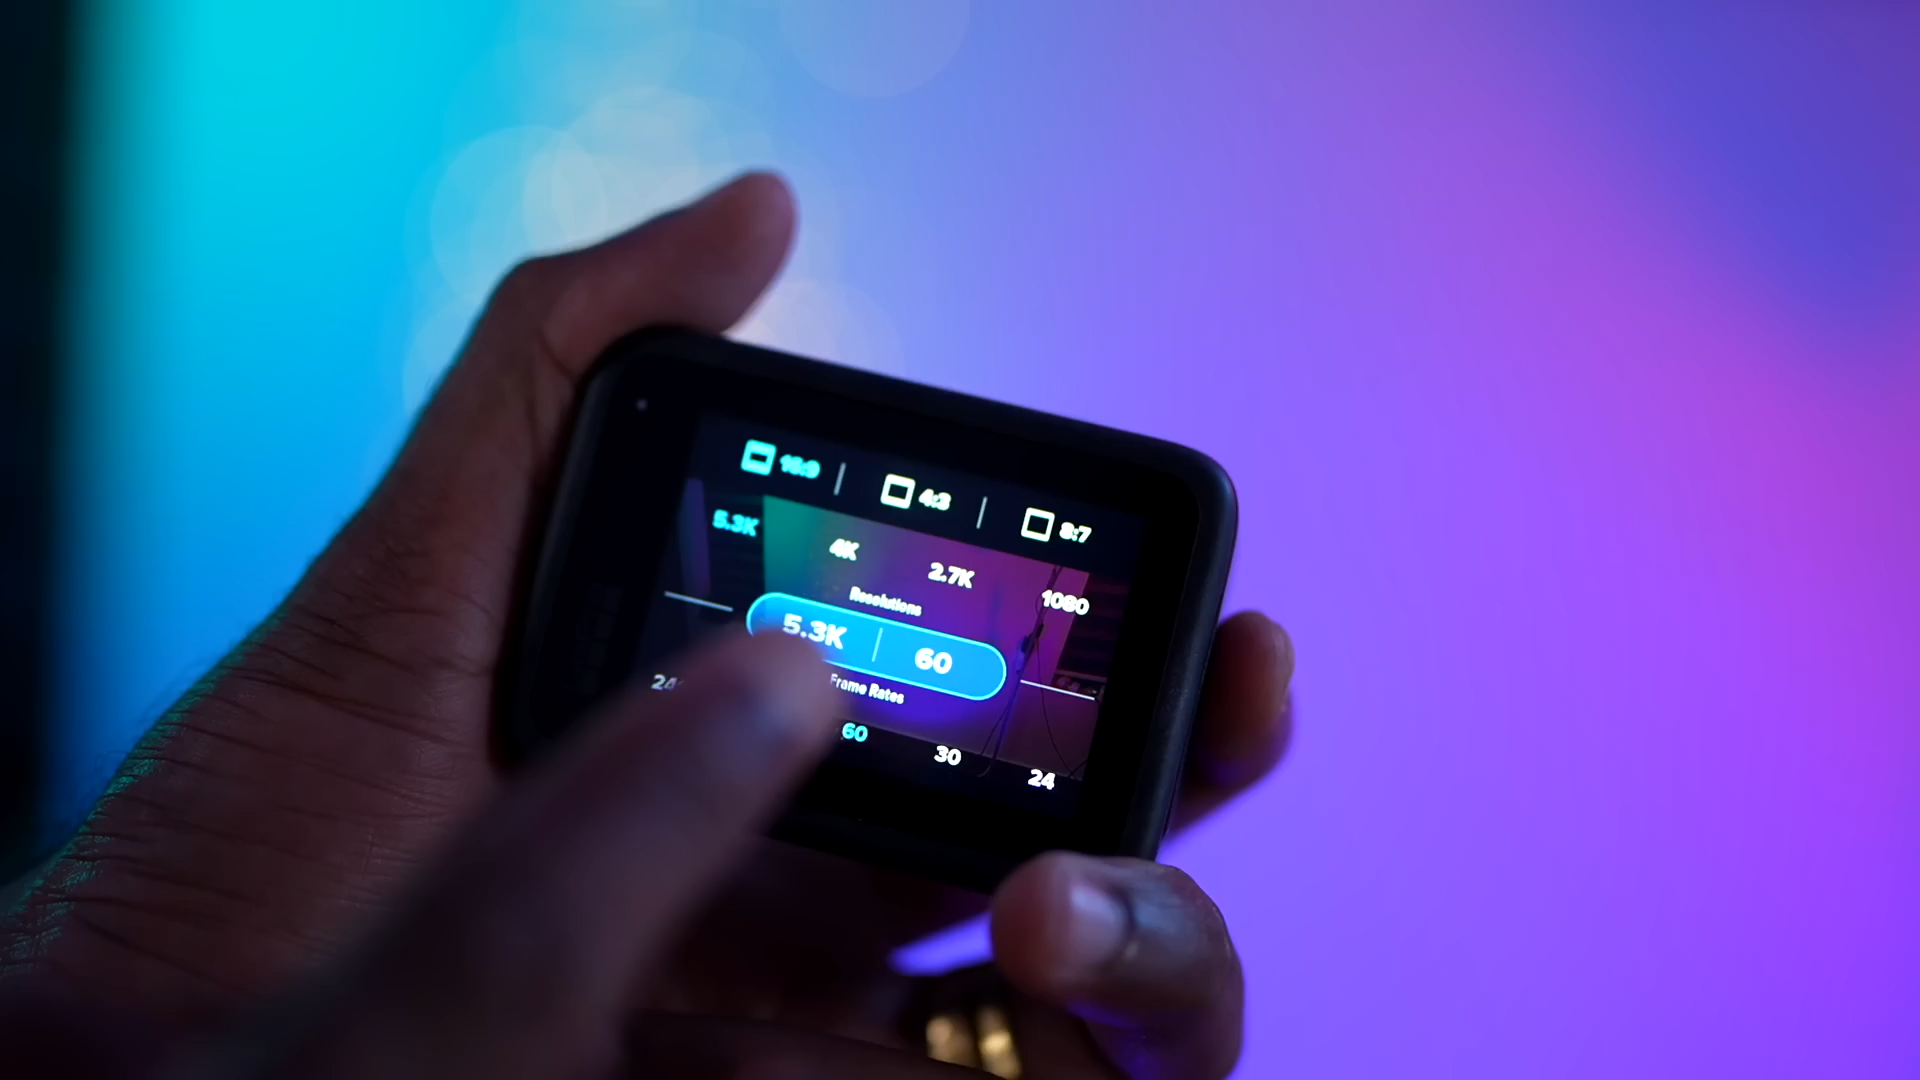 16:9 | 4:3 | 8:7
5.3K 4K 2.7K 1080
Resolutions
5.3K | 60
Frame Rates
60 30 24